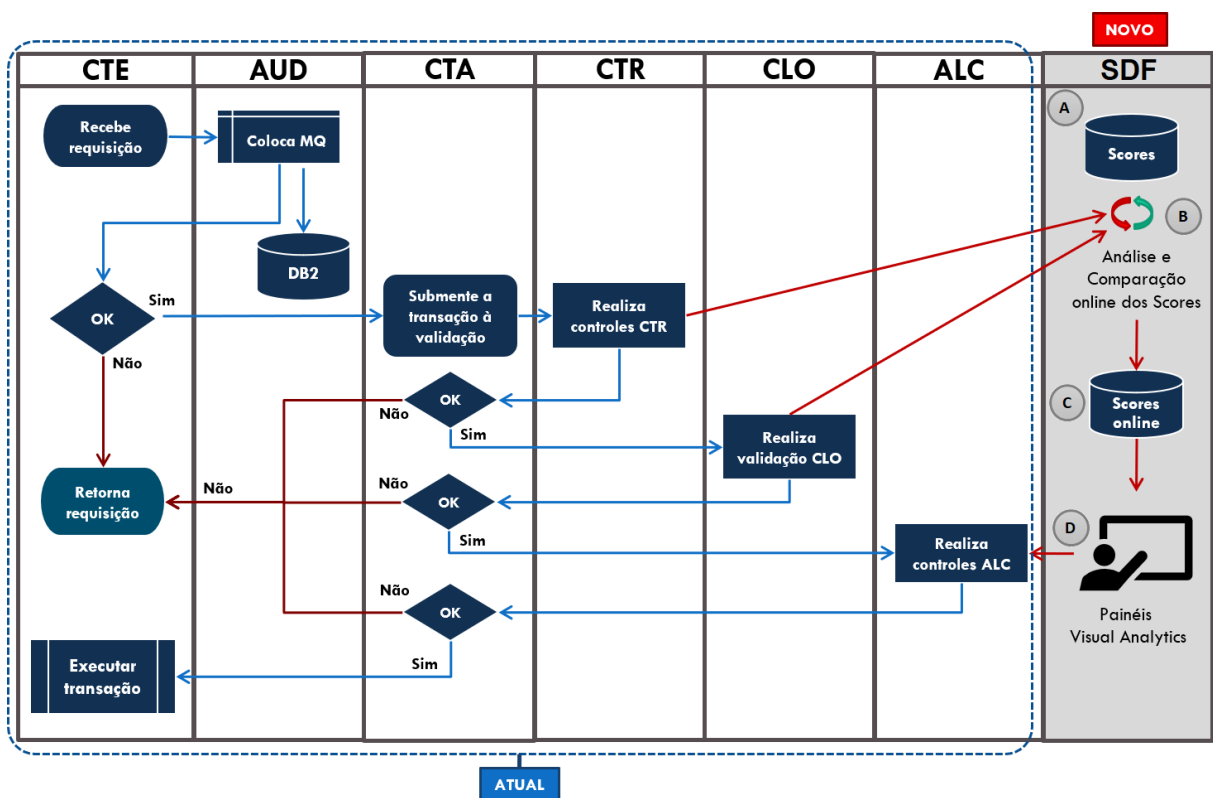 NOVO
CTE
AUD
CTA
CTR
CLO
ALC
SDF
A
Recebe
requisição
Coloca MQ
Scores
B
Análise e
Comparação
online dos Scores
DB2
Submente a
transação à
validação
Realiza
controles CTR
Sim
OK
Não
OK
Não
Sim
C
Scores
online
Realiza
validação CLO
Retorna
requisição
Não
Não
OK
Sim
D
Realiza
controles ALC
Não
OK
Sim
Painéis
Visual Analytics
Executar
transação
ATUAL